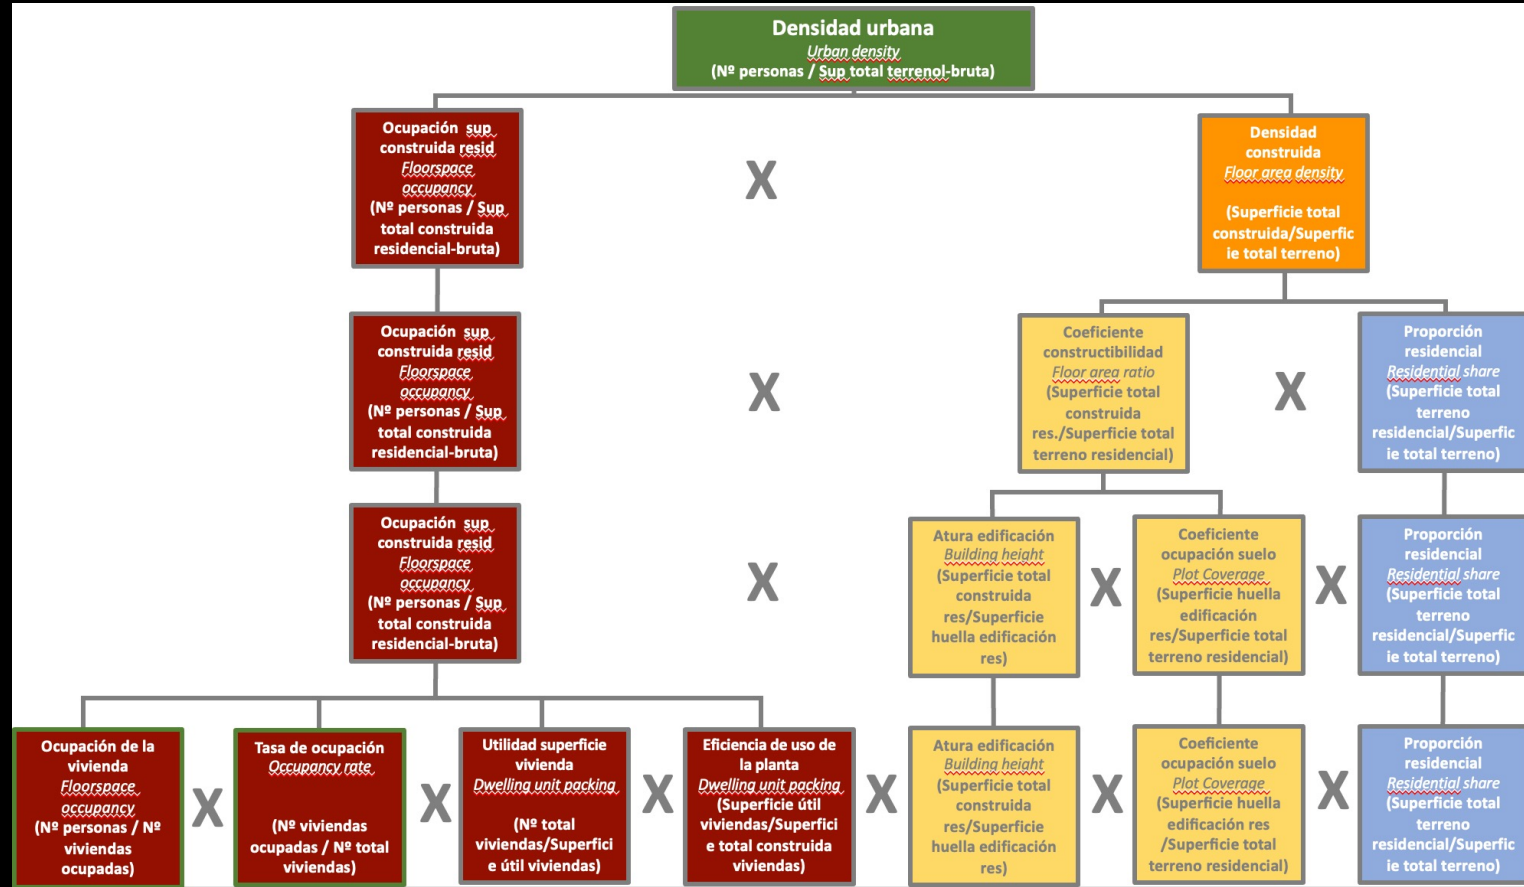 Densidad urbana
Urban density
(Nº personas / Sup total terrenol-bruta)
Ocupación sup
construida resid
Floorspace
occupancy
(Nº personas / Sup
total construida
residencial-bruta)
X
Densidad
construida
Floor area density
(Superficie total
construida/Superfic
ie total terreno)
Ocupación sup
construida resid
Floorspace
occupancy
(Nº personas / Sup
total construida
residencial-bruta)
X
Coeficiente
constructibilidad
Floor area ratio
(Superficie total
construida
res./Superficie total
terreno residencial)
X
Proporción
residencial
Residential share
(Superficie total
terreno
residencial/Superfic
ie total terreno)
Ocupación sup
construida resid
Floorspace
occupancy
(Nº personas / Sup
total construida
residencial-bruta)
X
Atura edificación
Building height
(Superficie total
construida
res/Superficie
huella edificación
res)
X
Coeficiente
ocupación suelo
Plot Coverage
(Superficie huella
edificación
res/Superficie total
terreno residencial)
X
Proporción
residencial
Residential share
(Superficie total
terreno
residencial/Superfic
ie total terreno)
Ocupación de la
vivienda
Floorspace
occupancy
(Nº personas / Nº
viviendas
ocupadas)
X
Tasa de ocupación
Occupancy rate
(Nº viviendas
ocupadas / Nº total
viviendas)
X
Utilidad superficie
vivienda
Dwelling unit packing
(Nº total
viviendas/Superfici
e útil viviendas)
X
Eficiencia de uso de
la planta
Dwelling unit packing
(Superficie útil
viviendas/Superfici
e total construida
viviendas)
X
Atura edificación
Building height
(Superficie total
construida
res/Superficie
huella edificación
res)
X
Coeficiente
ocupación suelo
Plot Coverage
(Superficie huella
edificación res
/Superficie total
terreno residencial)
X
Proporción
residencial
Residential share
(Superficie total
terreno
residencial/Superfic
ie total terreno)